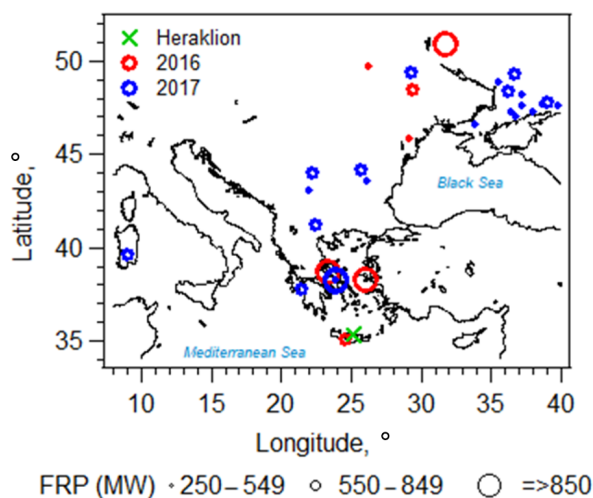 Heraklion
2016
2017
50
45
40
35
Latitude, °
Black Sea
Mediterranean Sea
10 15 20 25 30 35 40
Longitude, °
FRP (MW) 250–549 550–849 =>850